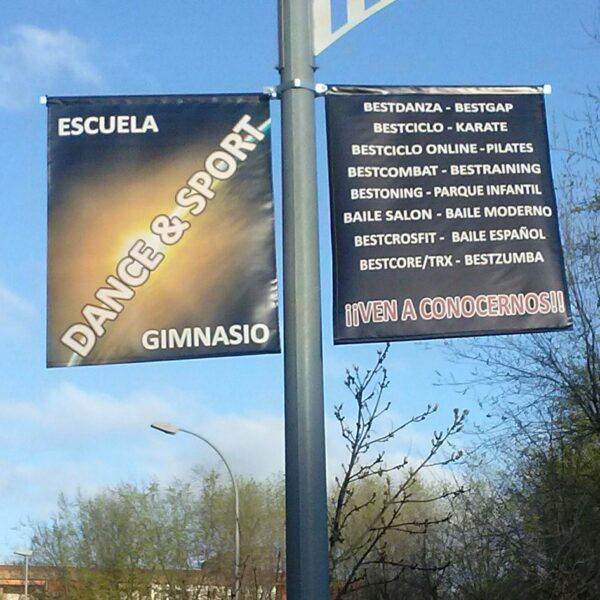 ESCUELA
DANCE & SPORT
GIMNASIO
BESTDANZA - BESTGAP
BESTCICLO - KARATE
BESTCICLO ONLINE - PILATES
BESTCOMBAT - BESTRAINING
BESTONING - PARQUE INFANTIL
BAILE SALON - BAILE MODERNO
BESTCROSFIT - BAILE ESPAÑOL
BESTCORE/TRX - BESTZUMBA
¡¡VEN A CONOCERNOS!!